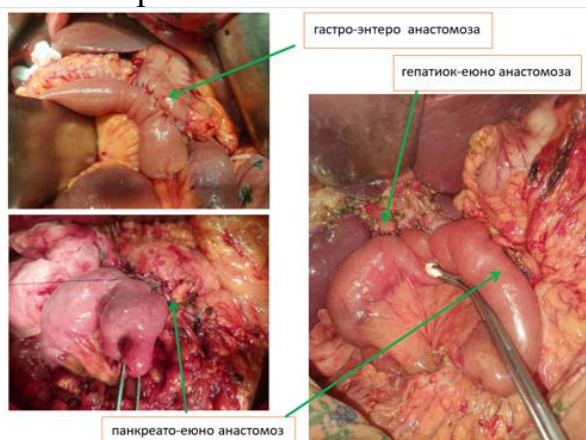 гастро-энтеро анастомоза
гепатиок-еюно анастомоза
панкреато-еюно анастомоз